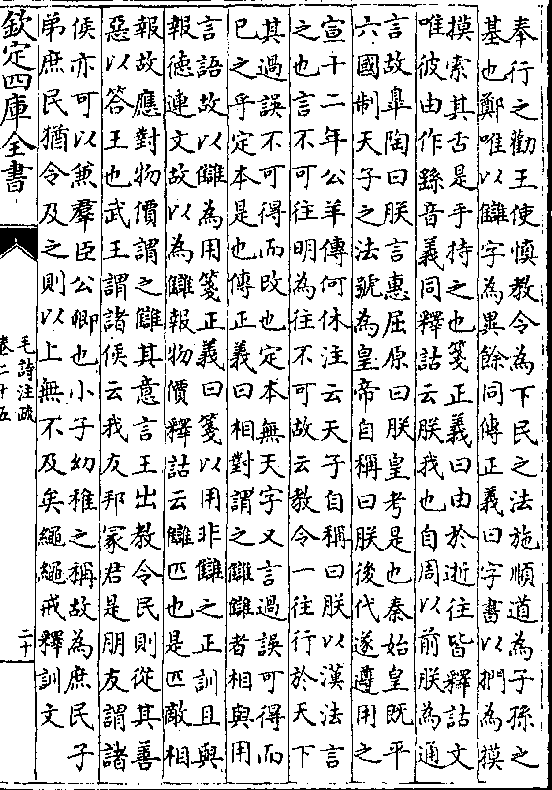 奉行之勸王使慎教令為下民之法施順道為子孫之
基也鄭唯以讎字為異餘同傳正義曰字書以捫為摸
摸索其舌是手持之也箋正義曰由於逝往皆釋詁文
唯彼由作繇音義同釋詁云朕我也自周以前朕為通
言故臯陶曰朕言惠屈原曰朕皇考是也秦始皇既平
六國制天子之法號為皇帝自稱曰朕後代遂遵用之
宣十二年公羊傳何休注云天子自稱曰朕以漢法言
之也言不可往明為往不可故云教令一往行於天下
其過誤不可得而改也定本無天字又言過誤可得而
已之乎定本是也傳正義曰相對謂之讎讎者相與用
言語故以讎為用箋正義曰箋以用非讎之正訓且與
報德連文故以為讎報物價釋詁云讎匹也是匹敵相
報故應對物價謂之讎其意言王出教令民則從其善
惡以答王也武王謂諸侯云我友邦冢君是朋友謂諸
侯亦可以兼羣臣公卿也小子幼稚之稱故為庶民子
弟庶民猶令及之則以上無不及矣繩繩戒釋訓文
欽定四庫全書
毛詩注疏
卷二十五
二十